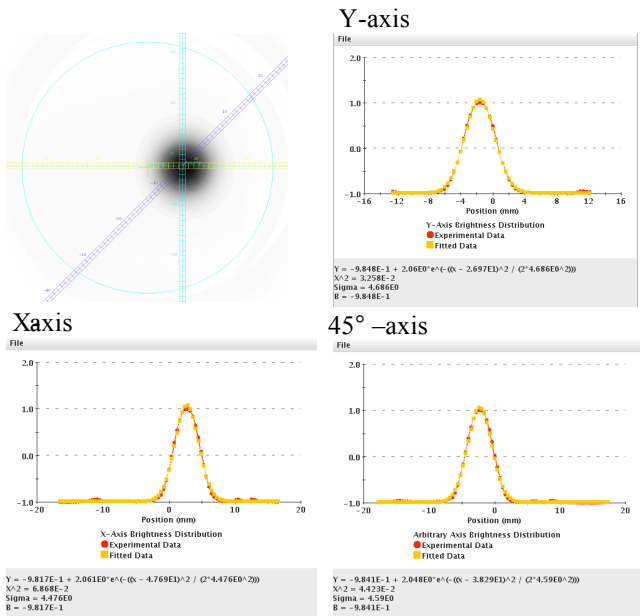 Y-axis
File
2.0
1.0
0.0
-1.0
-16 -12 -8 -4 0 4 8 12 16
Position (mm)
Y-Axis Brightness Distribution
Experimental Data
Fitted Data
Y = -9.848E-1 + 2.06E0*e^(-((x - 2.697E1)^2 / (2*4.686E0^2)))
X^2 = 3.258E-2
Sigma = 4.686E0
B = -9.848E-1
Xaxis
File
2.0
1.0
0.0
-1.0
-20 -10 0 10 20
Position (mm)
X-Axis Brightness Distribution
Experimental Data
Fitted Data
Y = -9.817E-1 + 2.061E0*e^(-((x - 4.769E1)^2 / (2*4.476E0^2)))
X^2 = 6.868E-2
Sigma = 4.476E0
B = -9.817E-1
45° –axis
File
2.0
1.0
0.0
-1.0
-20 -10 0 10 20
Position (mm)
Arbitrary Axis Brightness Distribution
Experimental Data
Fitted Data
Y = -9.841E-1 + 2.048E0*e^(-((x - 3.829E1)^2 / (2*4.59E0^2)))
X^2 = 4.423E-2
Sigma = 4.59E0
B = -9.841E-1